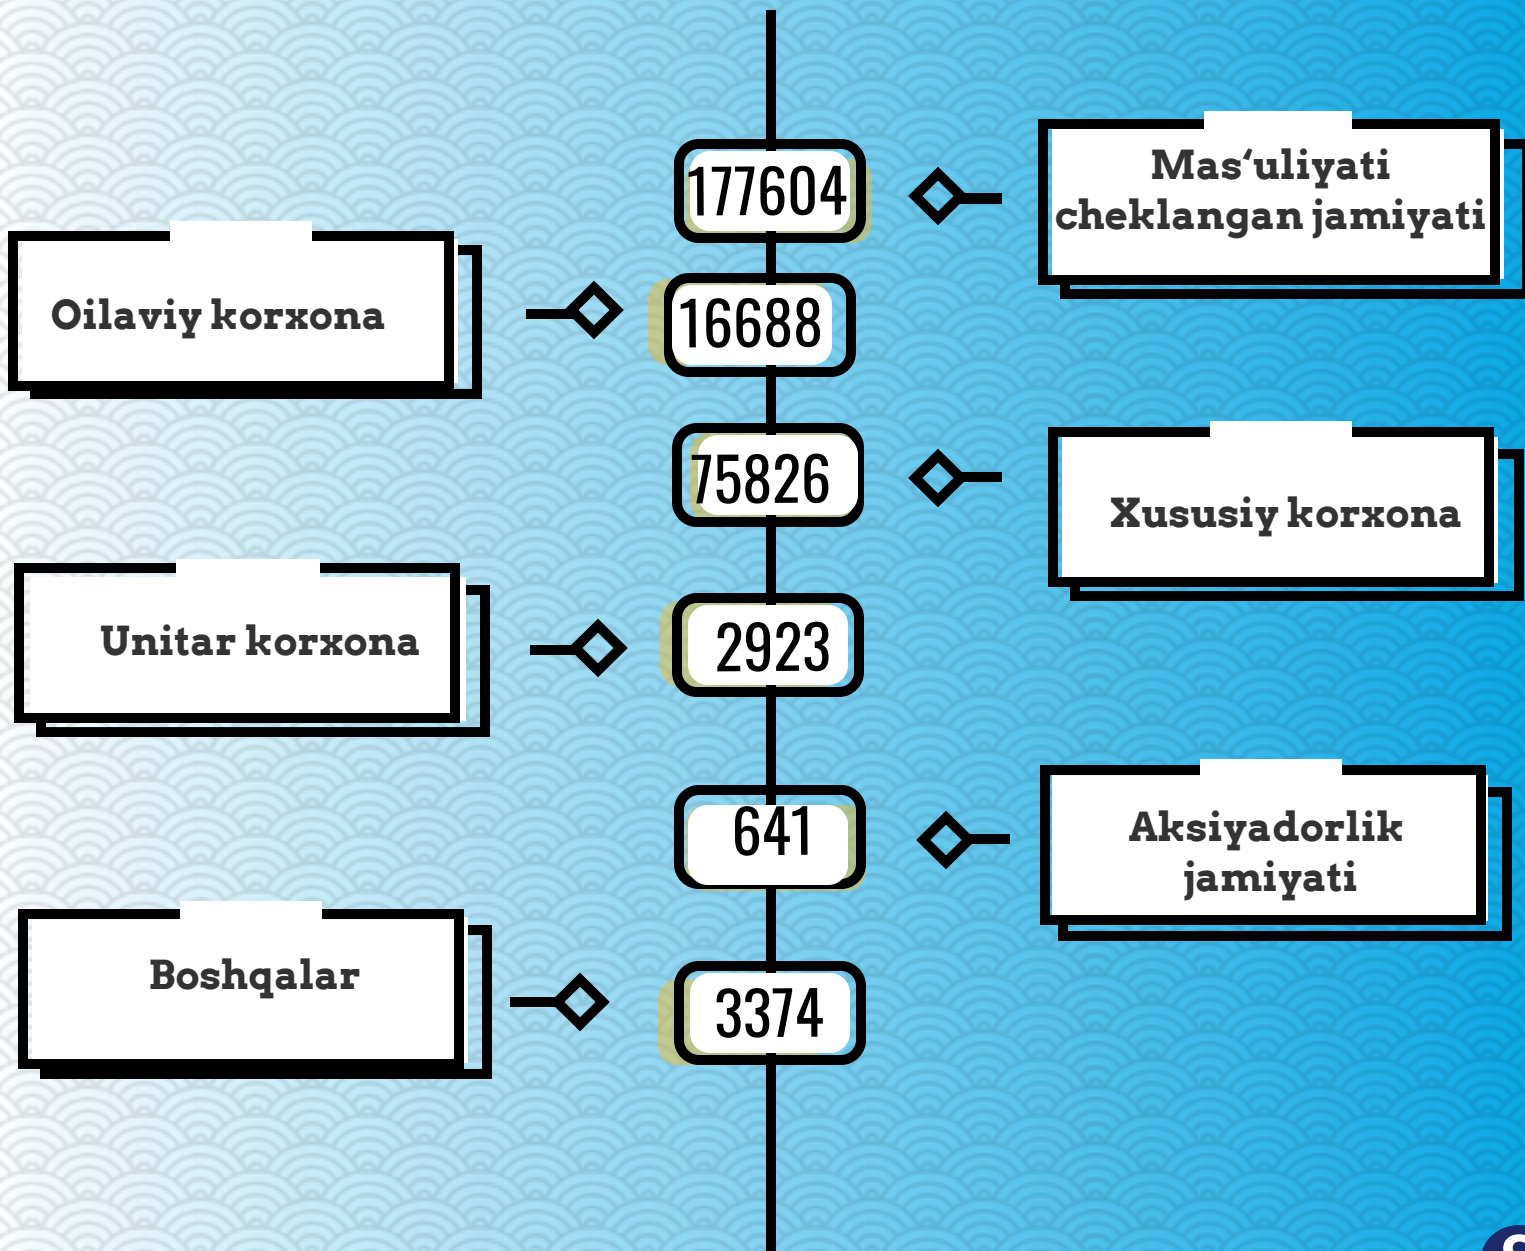 177604
Mas‘uliyati
cheklangan jamiyati
Oilaviy korxona
16688
75826
Xususiy korxona
Unitar korxona
2923
641
Aksiyadorlik
jamiyati
Boshqalar
3374